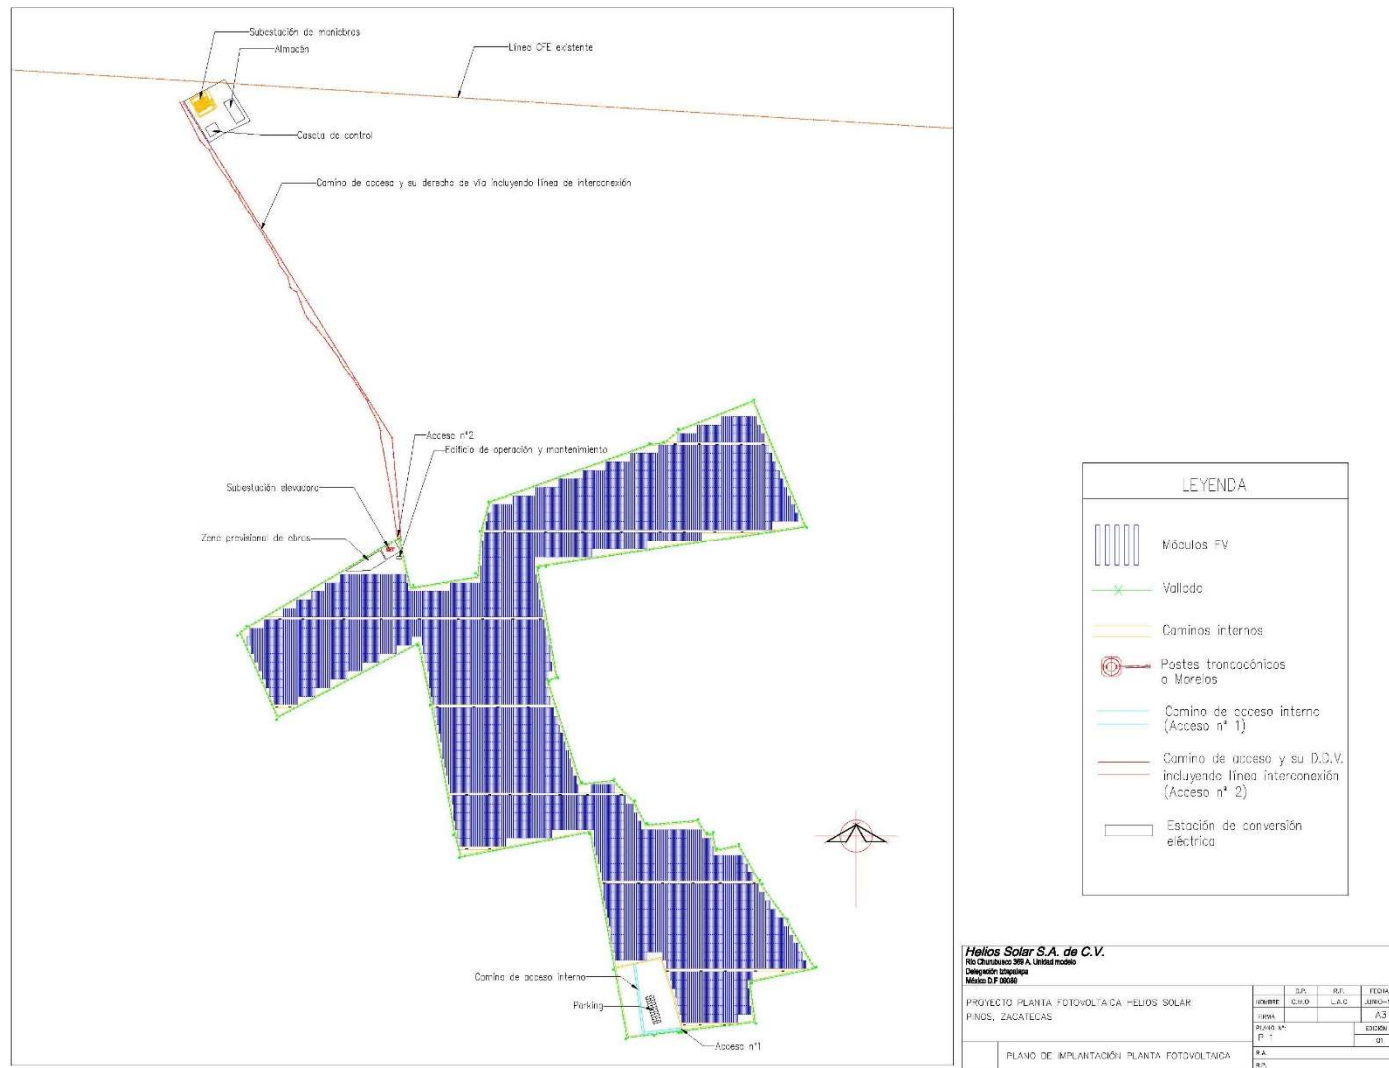 Subestación de maniobras
Almacén
Línea CFE existente
Caseta de control
Camino de acceso y su derecho de vía incluyendo línea de interconexión
Acceso n°2
Edificio de operación y mantenimiento
Subestación elevadora
Zona provisional de obras
Camino de acceso interno
Parking
Acceso n°1
LEYENDA
Módulos FV
Vallado
Caminos internos
Postes troncocónicos
o Morelos
Camino de acceso interno
(Acceso n° 1)
Camino de acceso y su D.D.V.
incluyendo línea interconexión
(Acceso n° 2)
Estación de conversión
eléctrica
Helios Solar S.A. de C.V.
Río Churubusco 369 A. Unidad modelo
Delegación Iztapalapa
México D.F 09089
PROYECTO PLANTA FOTOVOLTAICA HELIOS SOLAR
PINOS, ZACATECAS
PLANO DE IMPLANTACIÓN PLANTA FOTOVOLTAICA
R.P. FECHA
NOMBRE C.M.O L.A.C JUNIO-
FIRMA A3
PLANO Nº: EDICIÓN
P 1 01
R.A.
R.P.